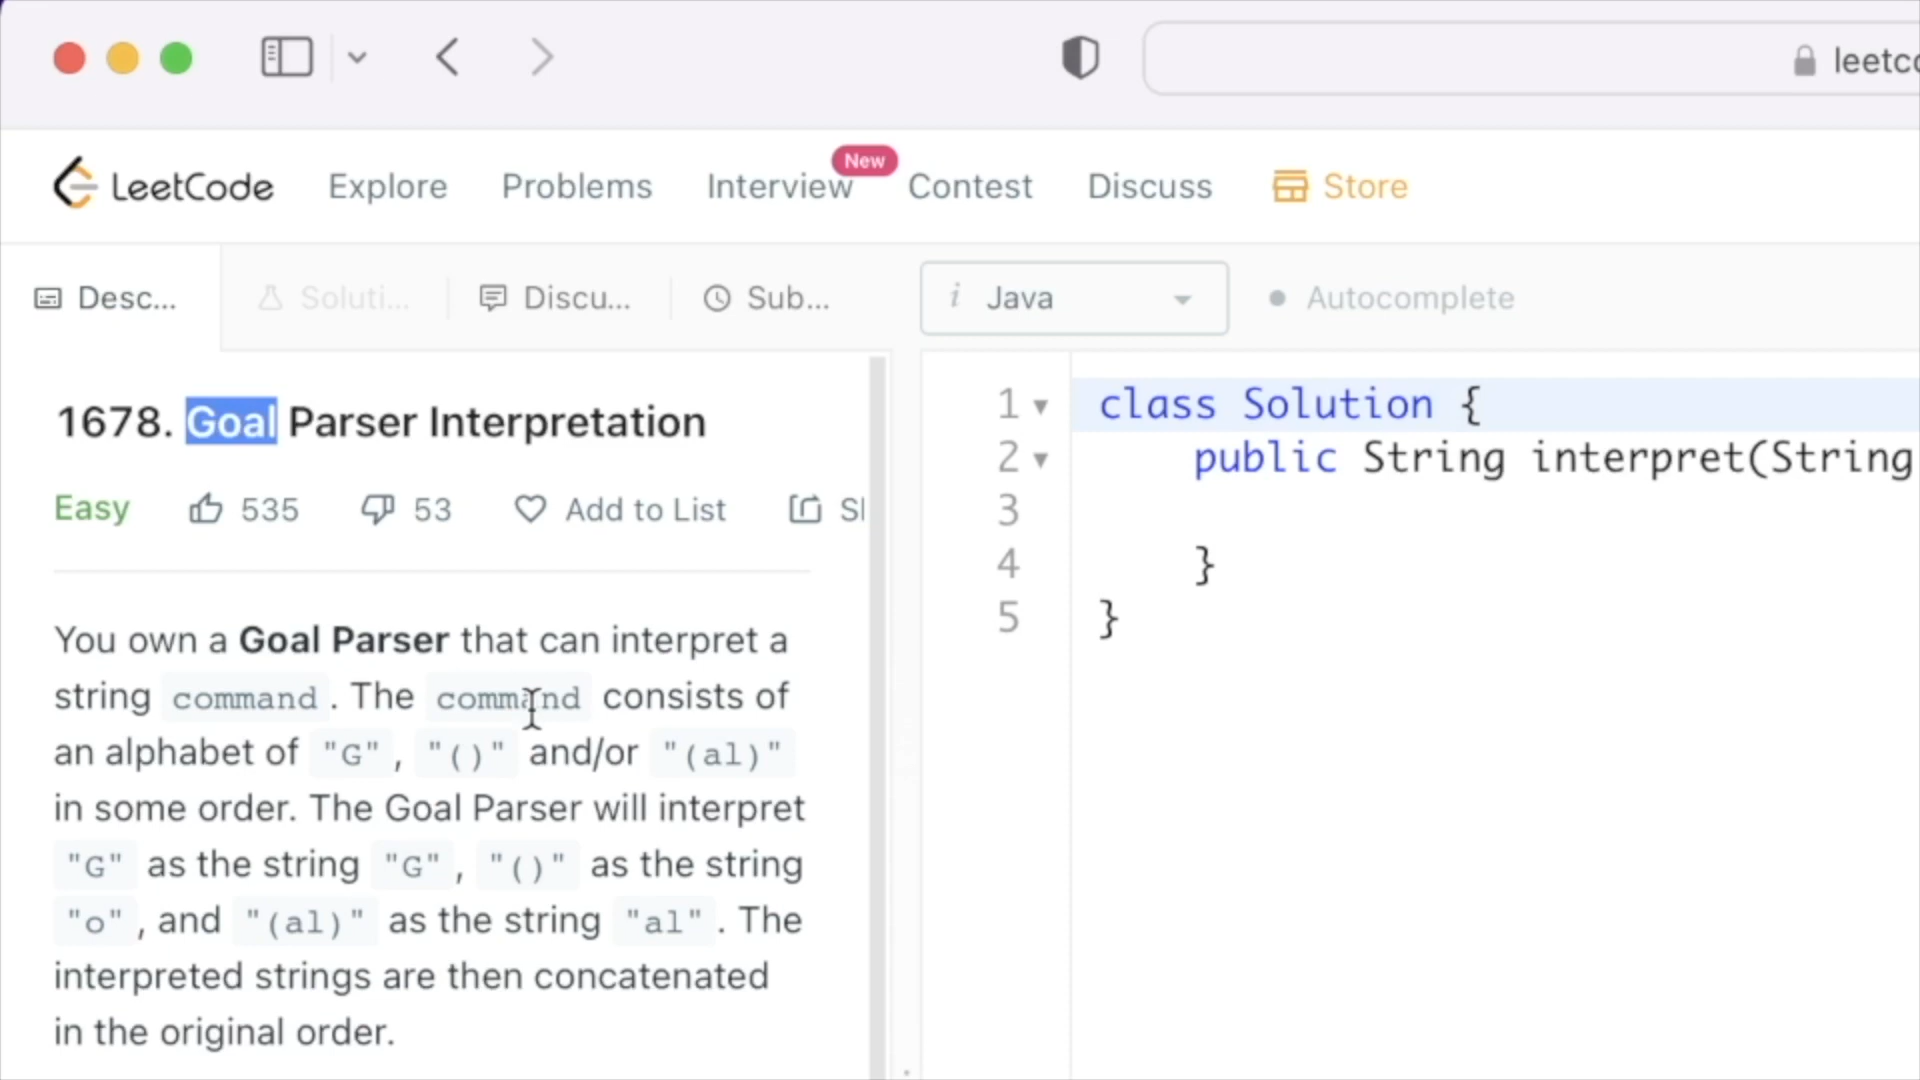 leetco
LeetCode Explore Problems Interview New Contest Discuss Store
Desc... Soluti... Discu... Sub... i Java Autocomplete
1678. Goal Parser Interpretation
Easy 535 53 Add to List
You own a Goal Parser that can interpret a
string command . The command consists of
an alphabet of "G" , "()" and/or "(al)"
in some order. The Goal Parser will interpret
"G" as the string "G" , "()" as the string
"o" , and "(al)" as the string "al" . The
interpreted strings are then concatenated
in the original order.
1 class Solution {
2 public String interpret(String
3
4 }
5 }